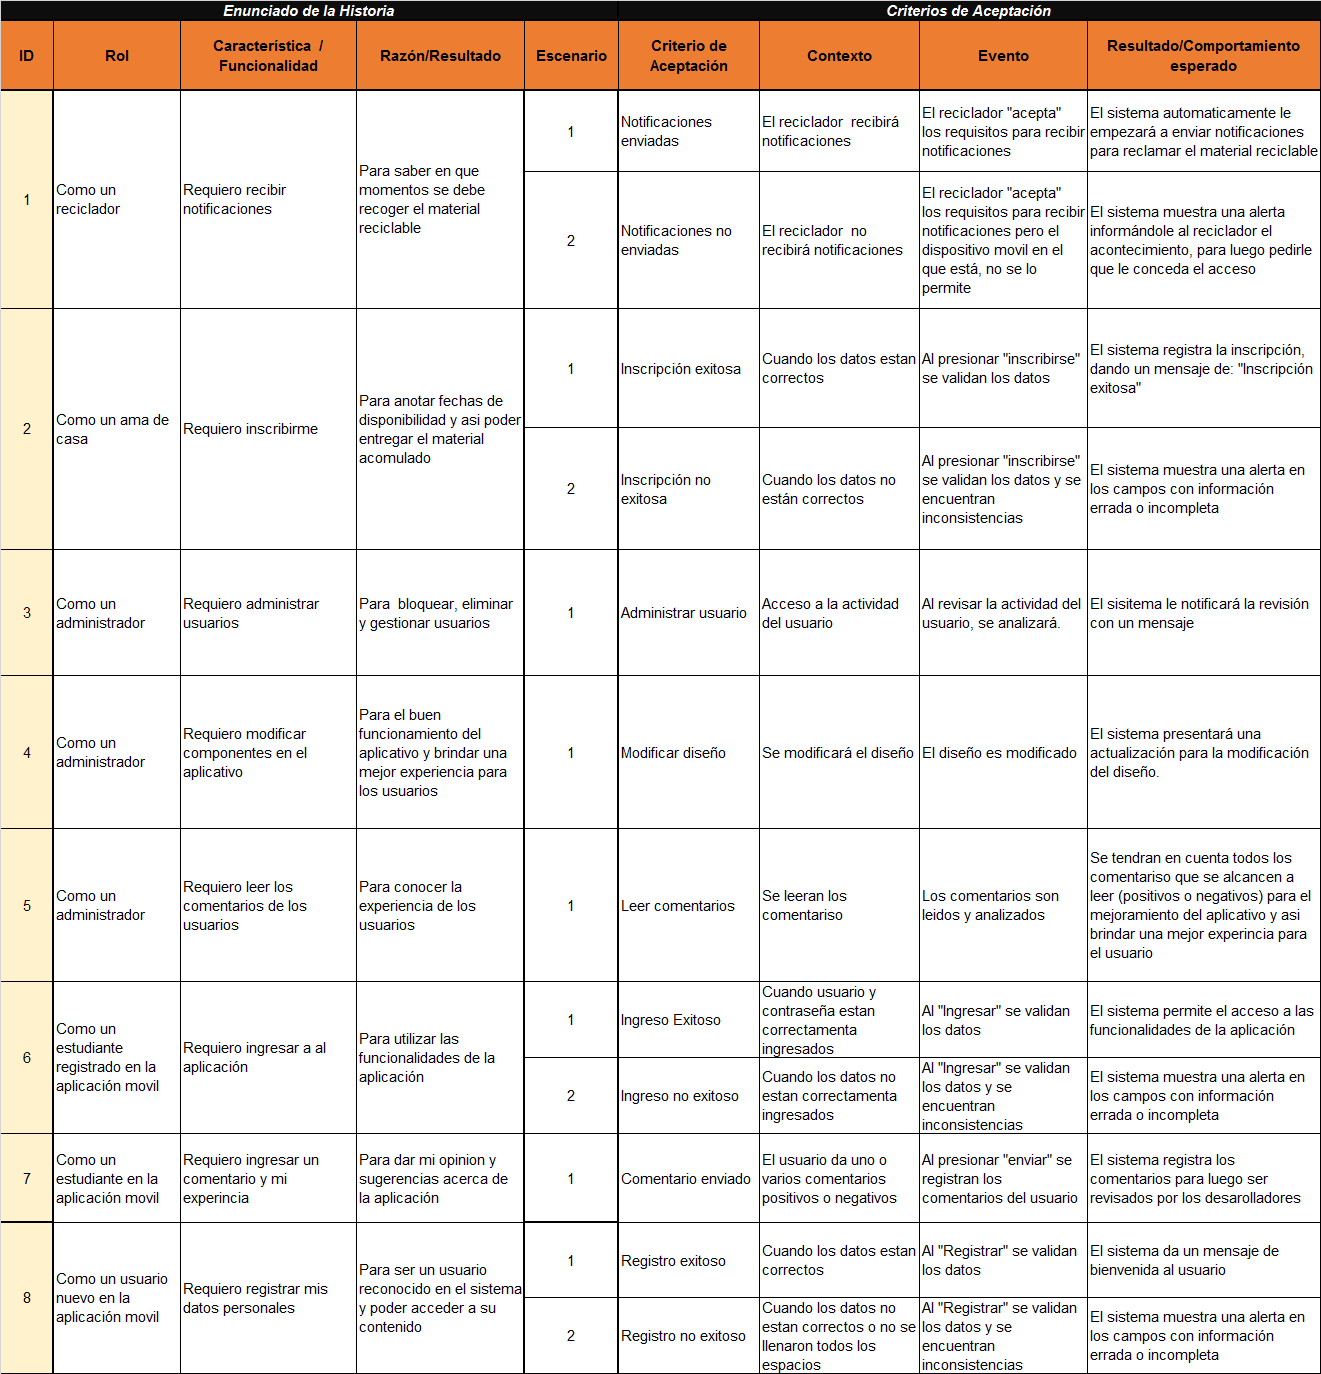 Enunciado de la Historia
Criterios de Aceptación
ID
Rol
Característica /
Funcionalidad
Razón/Resultado
Escenario
Criterio de
Aceptación
Contexto
Evento
Resultado/Comportamiento
esperado
1
Como un
reciclador
Requiero recibir
notificaciones
Para saber en que
momentos se debe
recoger el material
reciclable
1
Notificaciones
enviadas
El reciclador recibirá
notificaciones
El reciclador "acepta"
los requisitos para recibir
notificaciones
El sistema automaticamente le
empezará a enviar notificaciones
para reclamar el material reciclable
2
Notificaciones no
enviadas
El reciclador no
recibirá notificaciones
El reciclador "acepta"
los requisitos para recibir
notificaciones pero el
dispositivo movil en el
que está, no se lo
permite
El sistema muestra una alerta
informándole al reciclador el
acontecimiento, para luego pedirle
que le conceda el acceso
2
Como un ama de
casa
Requiero inscribirme
Para anotar fechas de
disponibilidad y asi poder
entregar el material
acomulado
1
Inscripción exitosa
Cuando los datos estan
correctos
Al presionar "inscribirse"
se validan los datos
El sistema registra la inscripción,
dando un mensaje de: "Inscripción
exitosa"
2
Inscripción no
exitosa
Cuando los datos no
están correctos
Al presionar "inscribirse"
se validan los datos y se
encuentran
inconsistencias
El sistema muestra una alerta en
los campos con información
errada o incompleta
3
Como un
administrador
Requiero administrar
usuarios
Para bloquear, eliminar
y gestionar usuarios
1
Administrar usuario
Acceso a la actividad
del usuario
Al revisar la actividad del
usuario, se analizará.
El sisitema le notificará la revisión
con un mensaje
4
Como un
administrador
Requiero modificar
componentes en el
aplicativo
Para el buen
funcionamiento del
aplicativo y brindar una
mejor experiencia para
los usuarios
1
Modificar diseño
Se modificará el diseño
El diseño es modificado
El sistema presentará una
actualización para la modificación
del diseño.
5
Como un
administrador
Requiero leer los
comentarios de los
usuarios
Para conocer la
experiencia de los
usuarios
1
Leer comentarios
Se leeran los
comentariso
Los comentarios son
leidos y analizados
Se tendran en cuenta todos los
comentariso que se alcancen a
leer (positivos o negativos) para el
mejoramiento del aplicativo y asi
brindar una mejor experincia para
el usuario
6
Como un
estudiante
registrado en la
aplicación movil
Requiero ingresar a al
aplicación
Para utilizar las
funcionalidades de la
aplicación
1
Ingreso Exitoso
Cuando usuario y
contraseña estan
correctamenta
ingresados
Al "Ingresar" se validan
los datos
El sistema permite el acceso a las
funcionalidades de la aplicación
2
Ingreso no exitoso
Cuando los datos no
estan correctamenta
ingresados
Al "Ingresar" se validan
los datos y se
encuentran
inconsistencias
El sistema muestra una alerta en
los campos con información
errada o incompleta
7
Como un
estudiante en la
aplicación movil
Requiero ingresar un
comentario y mi
experincia
Para dar mi opinion y
sugerencias acerca de
la aplicación
1
Comentario enviado
El usuario da uno o
varios comentarios
positivos o negativos
Al presionar "enviar" se
registran los
comentarios del usuario
El sistema registra los
comentarios para luego ser
revisados por los desarolladores
8
Como un usuario
nuevo en la
aplicación movil
Requiero registrar mis
datos personales
Para ser un usuario
reconocido en el sistema
y poder acceder a su
contenido
1
Registro exitoso
Cuando los datos estan
correctos
Al "Registrar" se validan
los datos
El sistema da un mensaje de
bienvenida al usuario
2
Registro no exitoso
Cuando los datos no
estan correctos o no se
llenaron todos los
espacios
Al "Registrar" se validan
los datos y se
encuentran
inconsistencias
El sistema muestra una alerta en
los campos con información
errada o incompleta